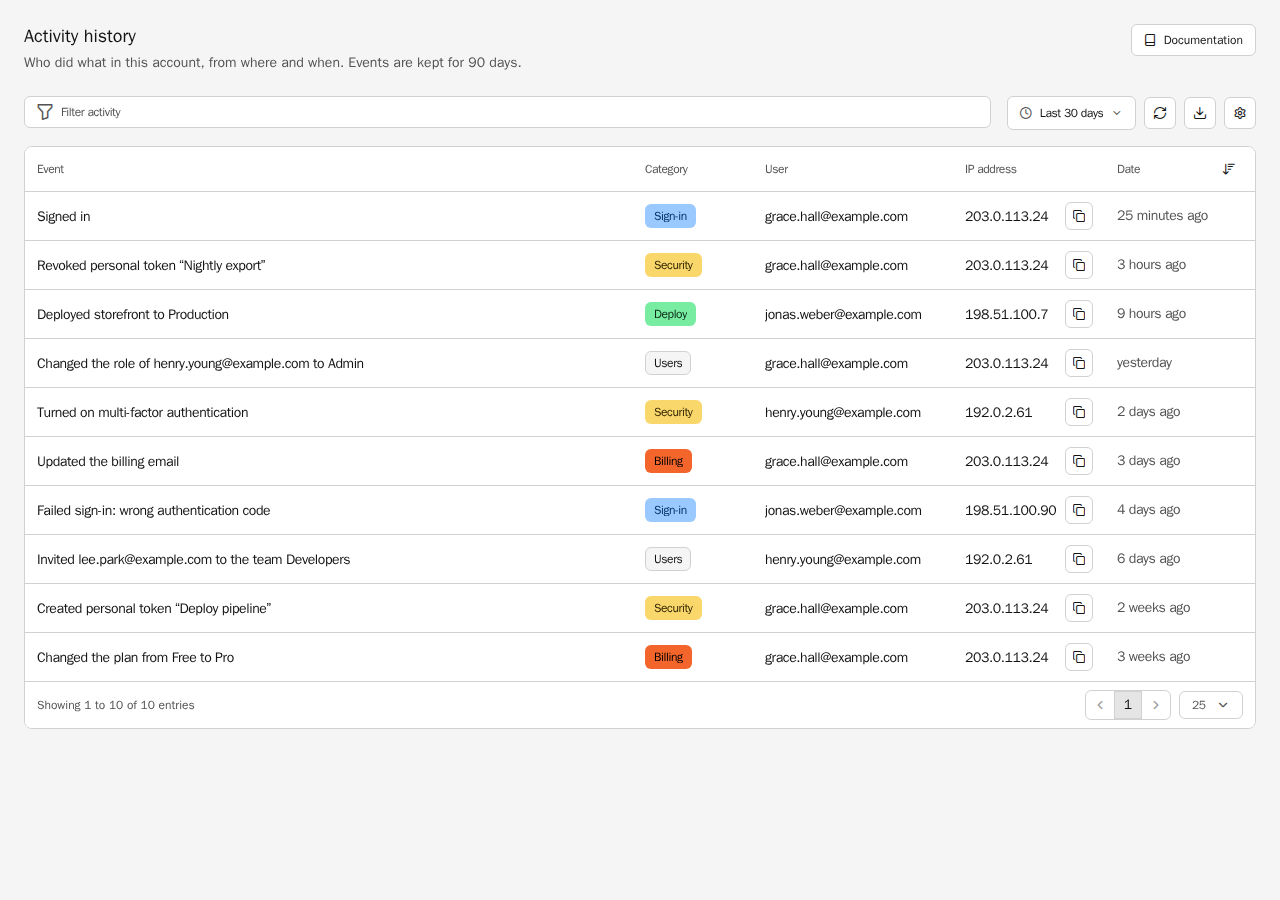 Activity history
Documentation
Who did what in this account, from where and when. Events are kept for 90 days.
Filter activity
Last 30 days
Event Category User IP address Date
Signed in Sign-in grace.hall@example.com 203.0.113.24 25 minutes ago
Revoked personal token “Nightly export” Security grace.hall@example.com 203.0.113.24 3 hours ago
Deployed storefront to Production Deploy jonas.weber@example.com 198.51.100.7 9 hours ago
Changed the role of henry.young@example.com to Admin Users grace.hall@example.com 203.0.113.24 yesterday
Turned on multi-factor authentication Security henry.young@example.com 192.0.2.61 2 days ago
Updated the billing email Billing grace.hall@example.com 203.0.113.24 3 days ago
Failed sign-in: wrong authentication code Sign-in jonas.weber@example.com 198.51.100.90 4 days ago
Invited lee.park@example.com to the team Developers Users henry.young@example.com 192.0.2.61 6 days ago
Created personal token “Deploy pipeline” Security grace.hall@example.com 203.0.113.24 2 weeks ago
Changed the plan from Free to Pro Billing grace.hall@example.com 203.0.113.24 3 weeks ago
Showing 1 to 10 of 10 entries 1 25